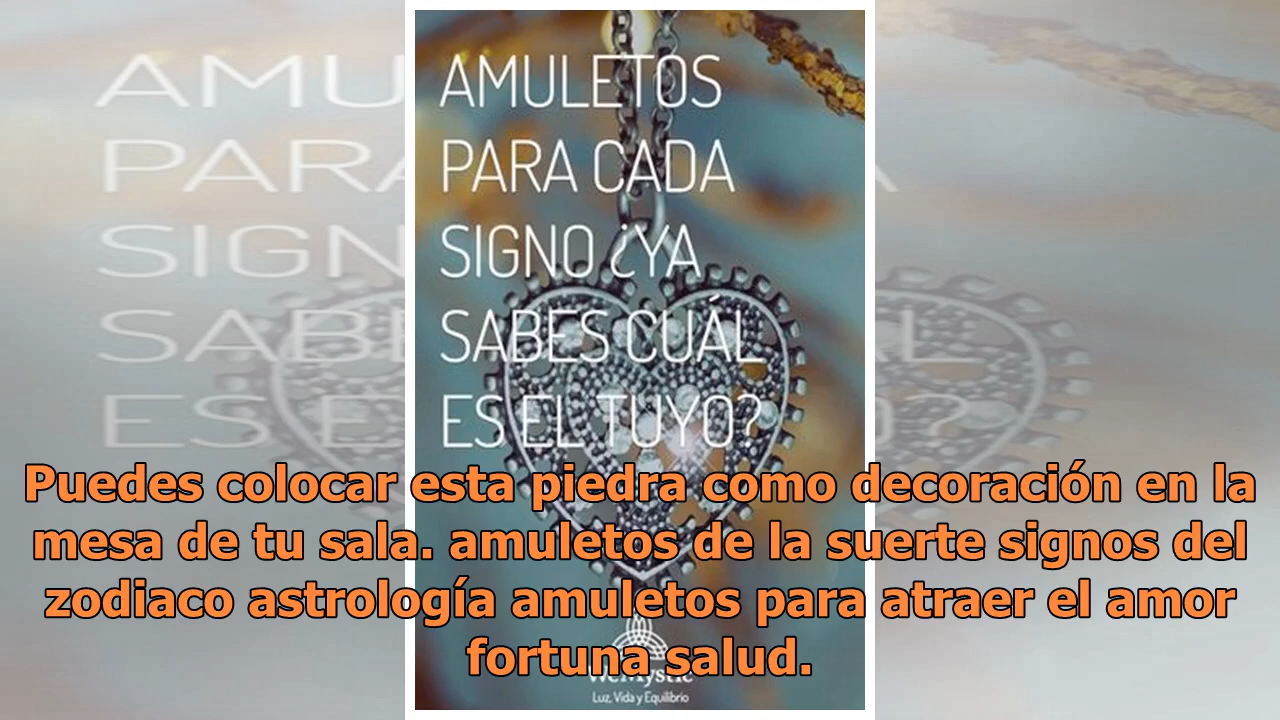 AMULETOS
PARA CADA
SIGNO ¿YA
SABES CUÁL
ES EL TUYO?
Puedes colocar esta piedra como decoración en la
mesa de tu sala. amuletos de la suerte signos del
zodiaco astrología amuletos para atraer el amor
fortuna salud.
WeMystic
Luz, Vida y Equilibrio